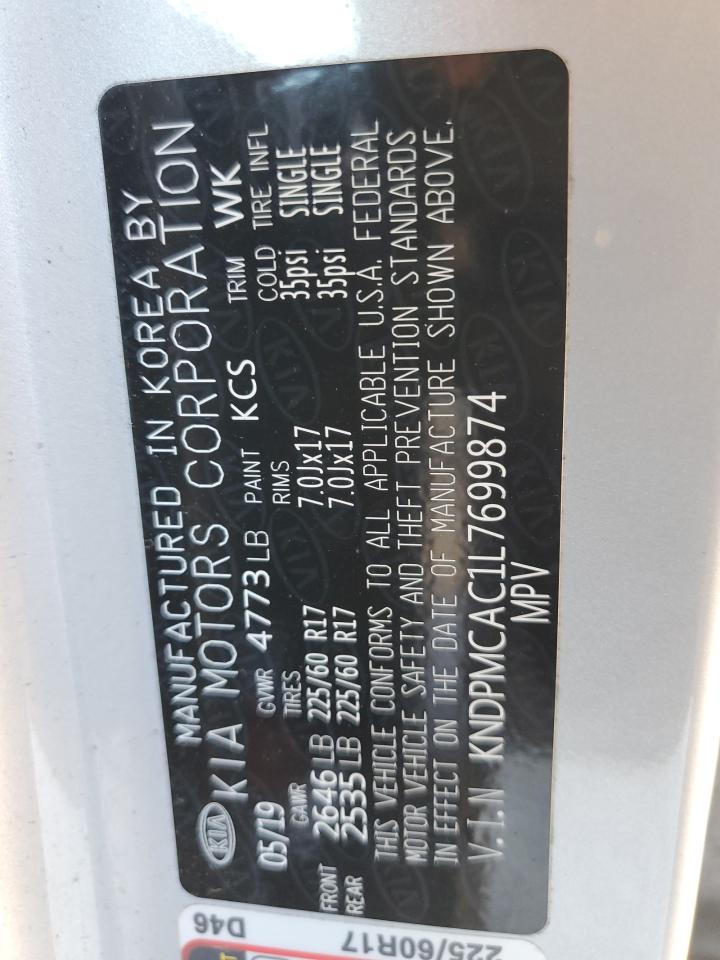 MANUFACTURED IN KOREA BY
KIA KIA MOTORS CORPORATION
05/19 GVWR 4773LB PAINT KCS TRIM WK
GAWR TIRES RIMS COLD TIRE INFL
FRONT 2646LB 225/60 R17 7.0Jx17 35psi SINGLE
REAR 2535LB 225/60 R17 7.0Jx17 35psi SINGLE
THIS VEHICLE CONFORMS TO ALL APPLICABLE U.S.A. FEDERAL
MOTOR VEHICLE SAFETY AND THEFT PREVENTION STANDARDS
IN EFFECT ON THE DATE OF MANUFACTURE SHOWN ABOVE.
V.I.N KNDPMCAC1L7699874
MPV
D46
225/60R17